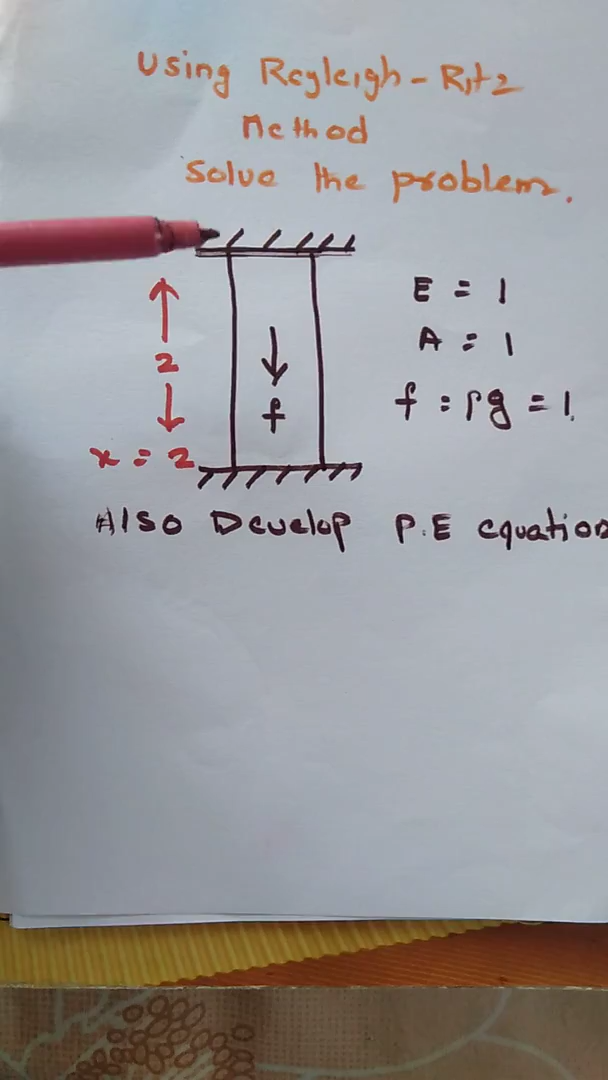 Using Reyleigh-Ritz
Method
Solve the problem.
E = 1
A = 1
2
f
f = ρg = 1
x = 2
Also Develop P.E equation